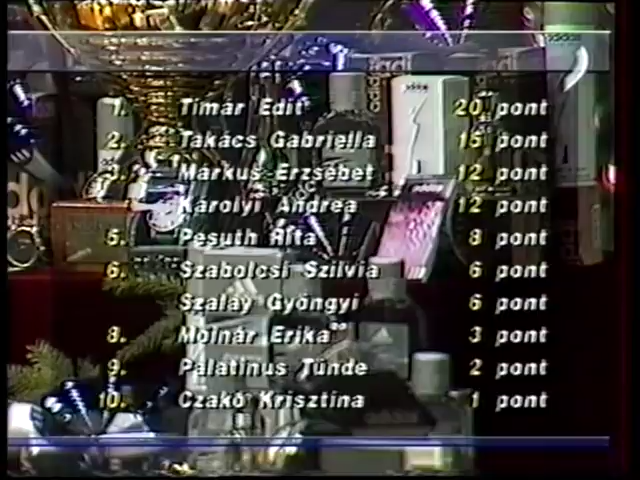 1. Tímár Edit 20 pont
2. Takács Gabriella 15 pont
3. Markus Erzsébet 12 pont
Károlyi Andrea 12 pont
5. Pesuth Rita 8 pont
6. Szabolcsi Szilvia 6 pont
Szalay Gyöngyi 6 pont
8. Molnár Erika 3 pont
9. Palatinus Tünde 2 pont
10. Czakó Krisztina 1 pont
adidas